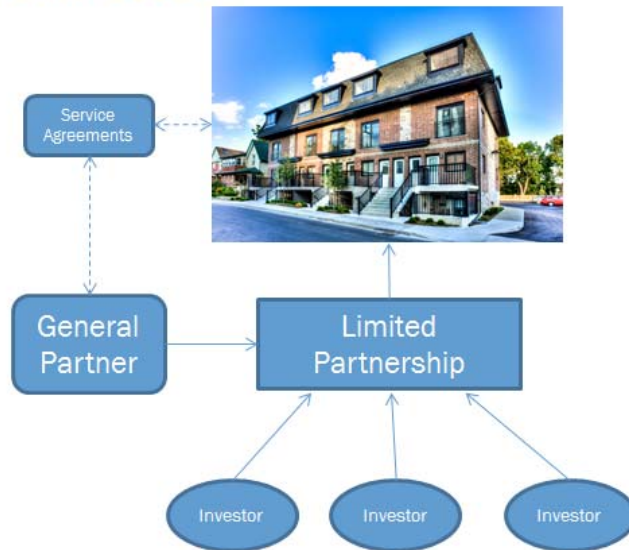 Service
Agreements
General
Partner
Limited
Partnership
Investor
Investor
Investor